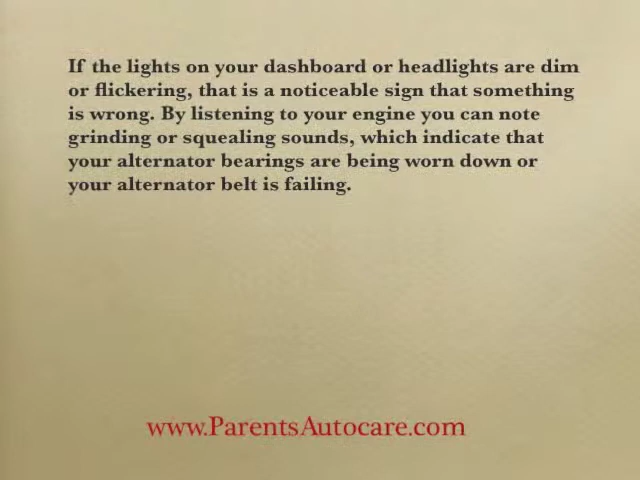 If the lights on your dashboard or headlights are dim
or flickering, that is a noticeable sign that something
is wrong. By listening to your engine you can note
grinding or squealing sounds, which indicate that
your alternator bearings are being worn down or
your alternator belt is failing.
www.ParentsAutocare.com